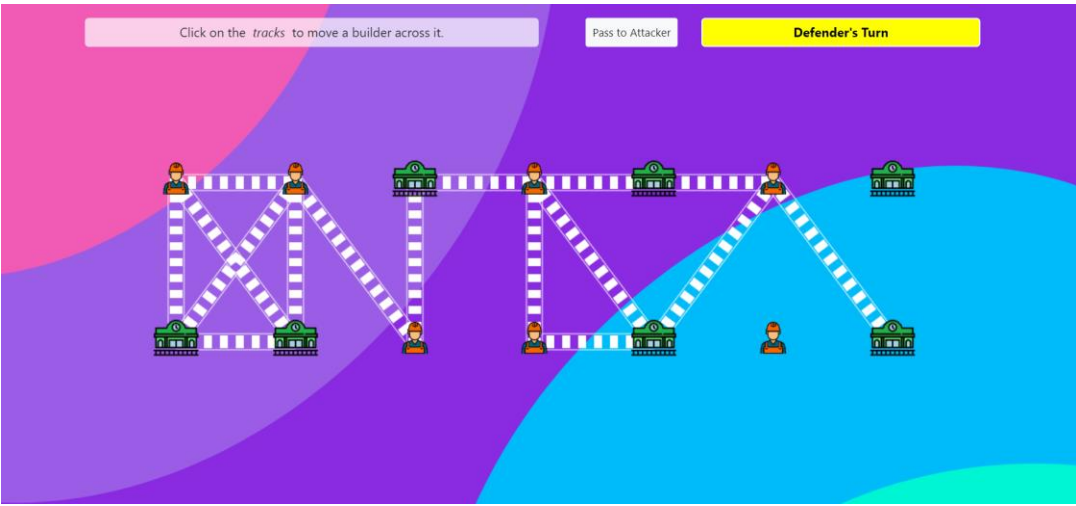 Click on the tracks to move a builder across it.
Pass to Attacker
Defender's Turn